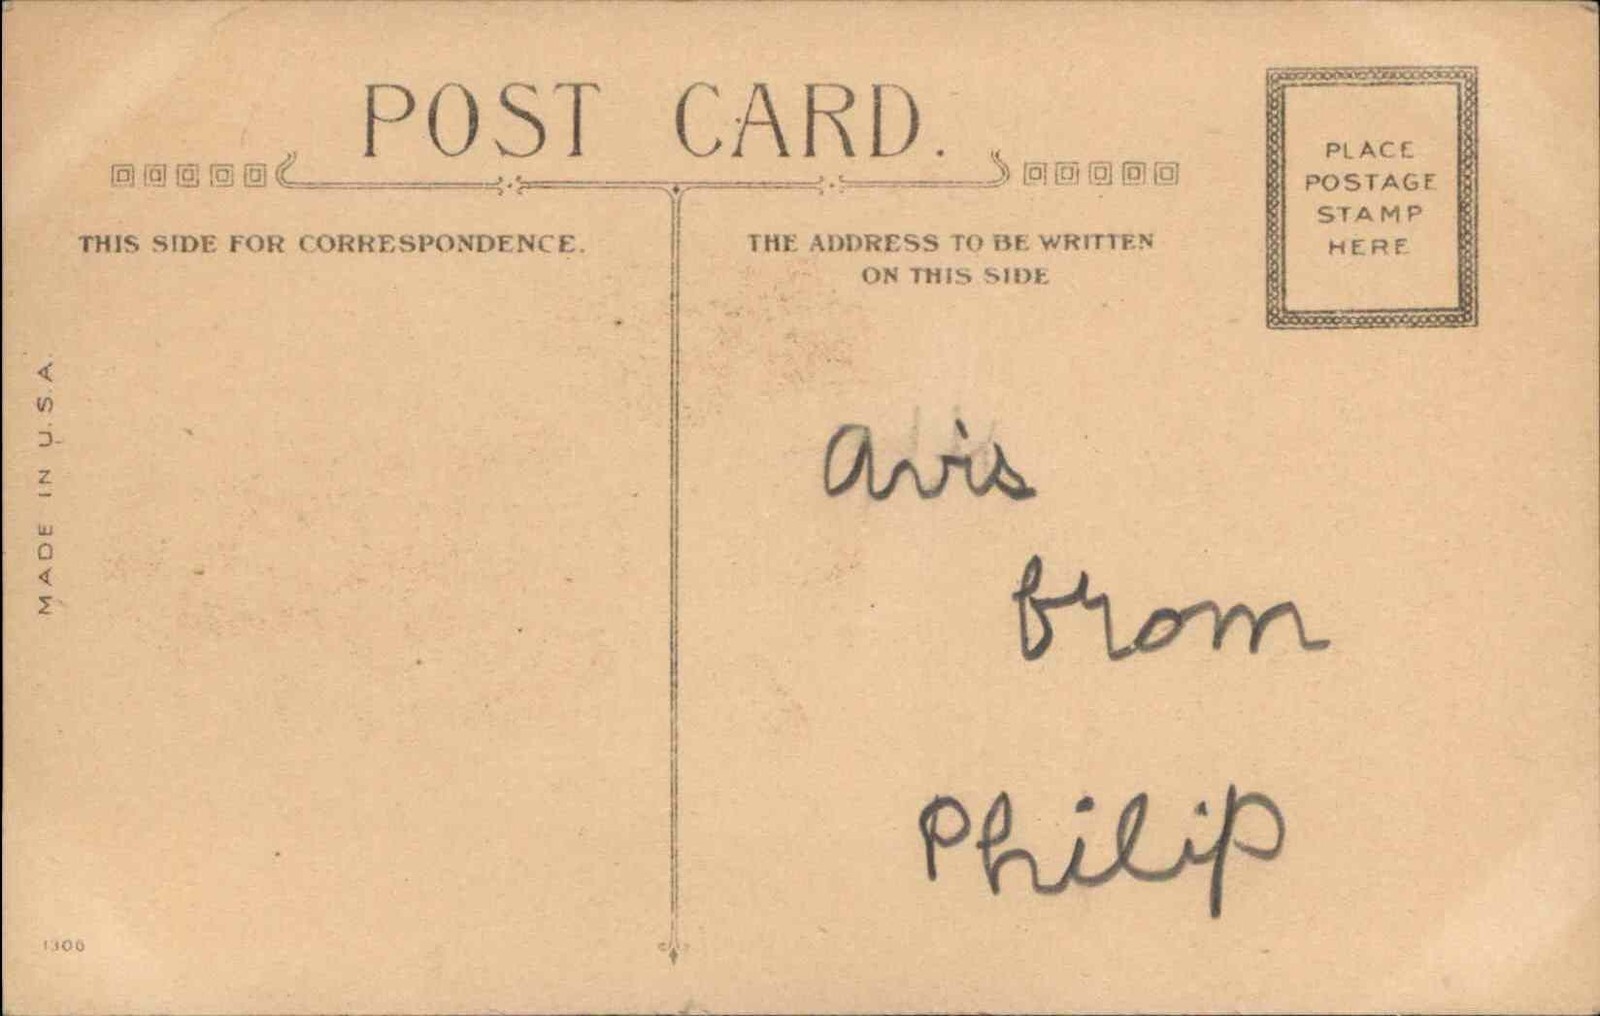 POST CARD.
THIS SIDE FOR CORRESPONDENCE.
THE ADDRESS TO BE WRITTEN
ON THIS SIDE
PLACE
POSTAGE
STAMP
HERE
MADE IN U.S.A.
Avis
from
Philip